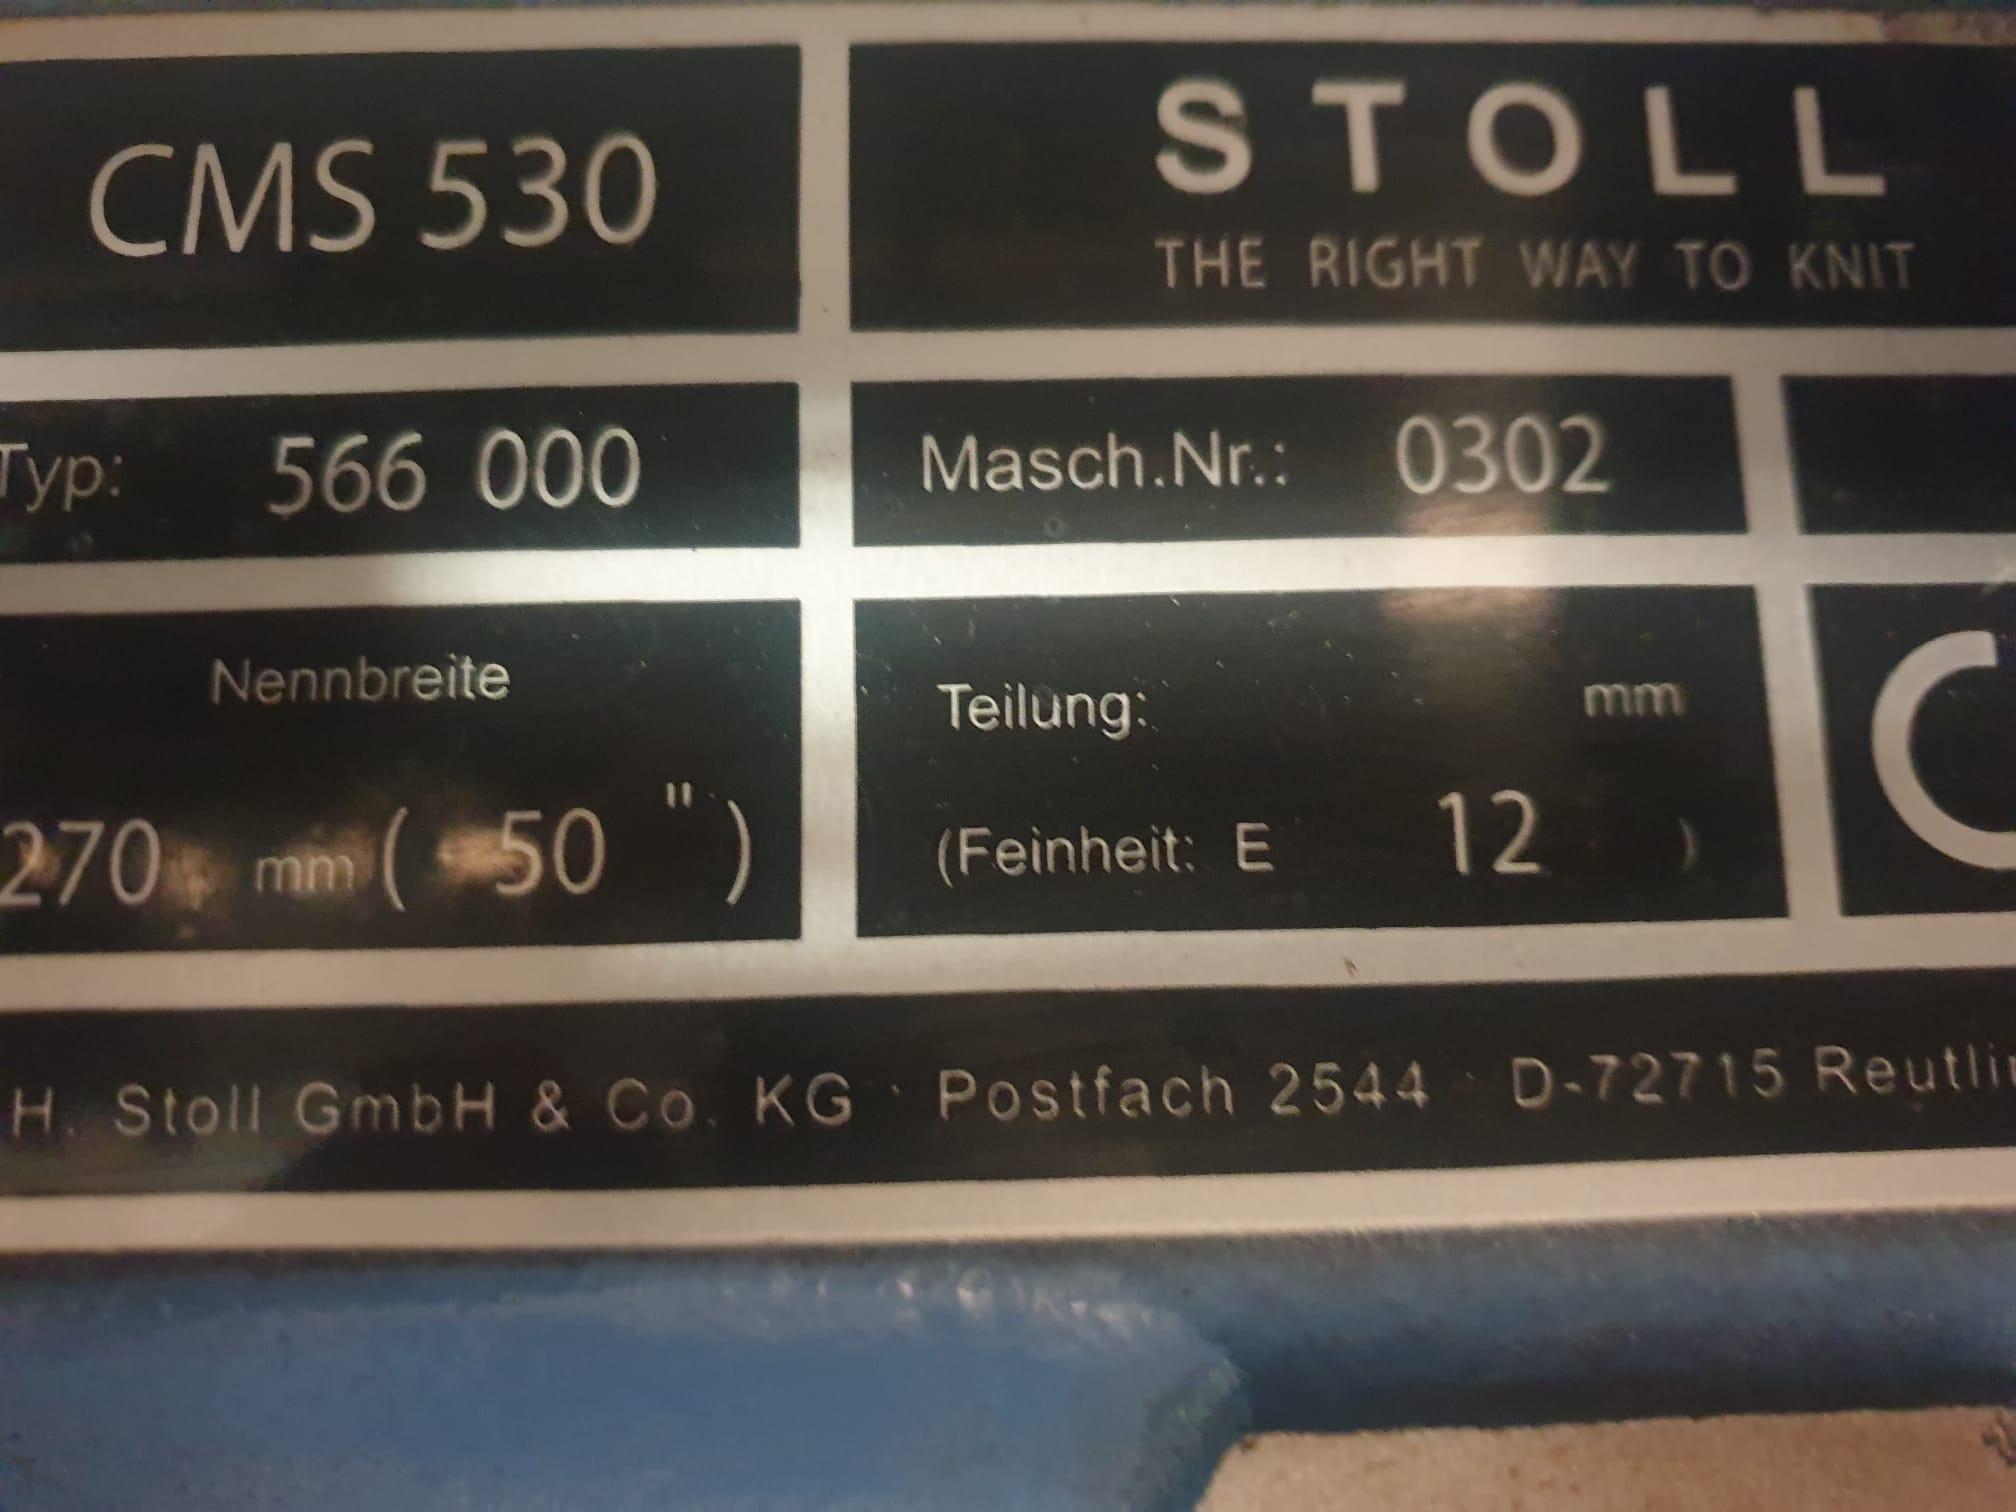 CMS 530
STOLL
THE RIGHT WAY TO KNIT
Typ: 566 000
Masch.Nr.: 0302
Nennbreite
270 mm ( 50 " )
Teilung: mm
(Feinheit: E 12 )
H. Stoll GmbH & Co. KG · Postfach 2544 · D-72715 Reutli